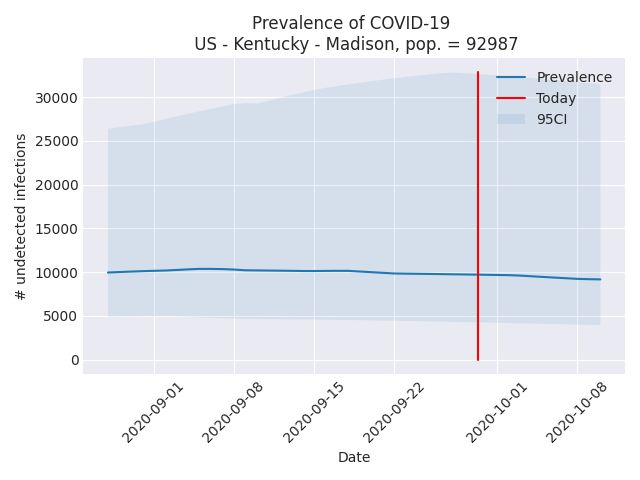 Prevalence of COVID-19
US - Kentucky - Madison, pop. = 92987
Prevalence
Today
95CI
# undetected infections
30000
25000
20000
15000
10000
5000
0
2020-09-01
2020-09-08
2020-09-15
2020-09-22
2020-10-01
2020-10-08
Date